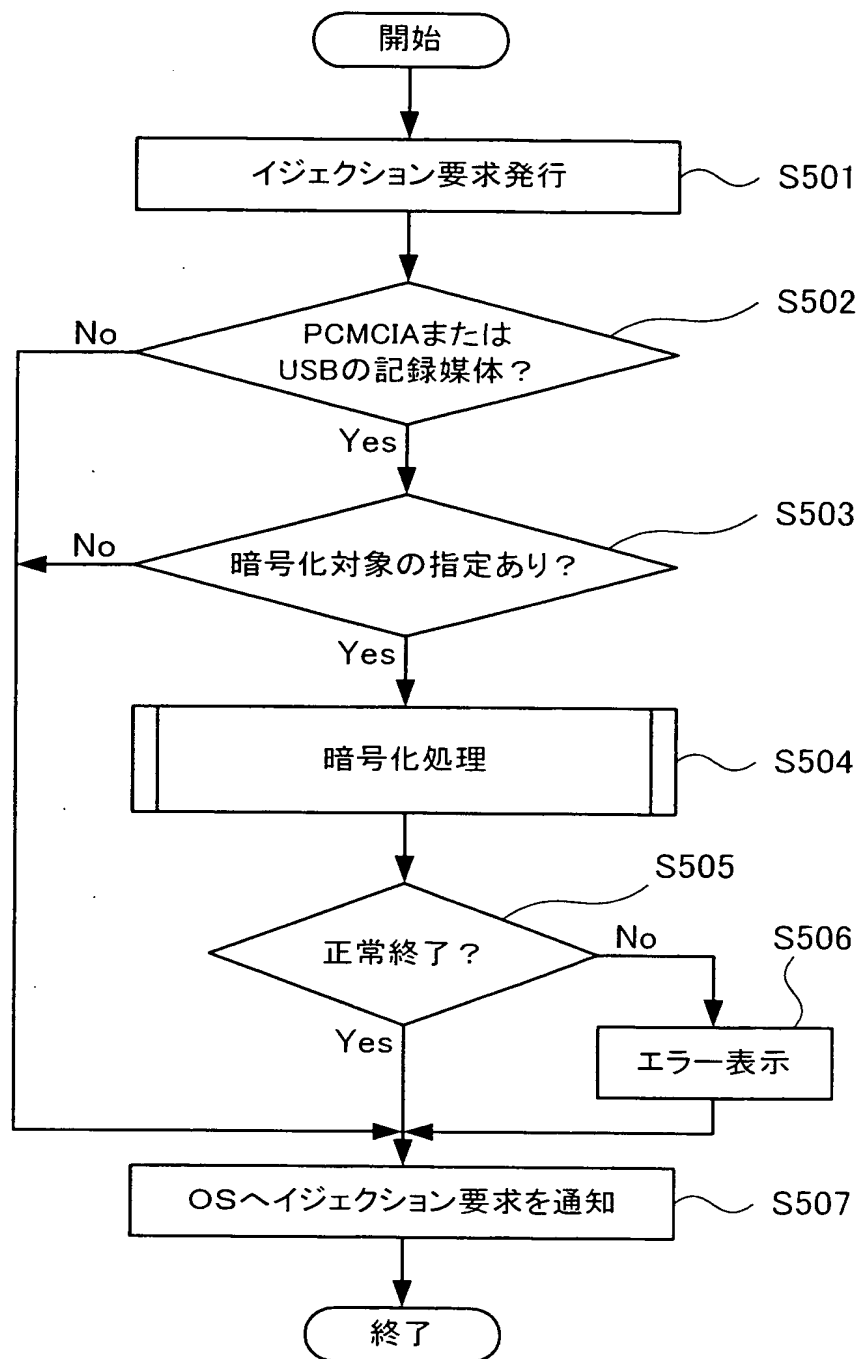 開始
イジェクション要求発行
S501
PCMCIAまたは
USBの記録媒体？
S502
No
Yes
暗号化対象の指定あり？
S503
No
Yes
暗号化処理
S504
正常終了？
S505
No
Yes
エラー表示
S506
OSへイジェクション要求を通知
S507
終了